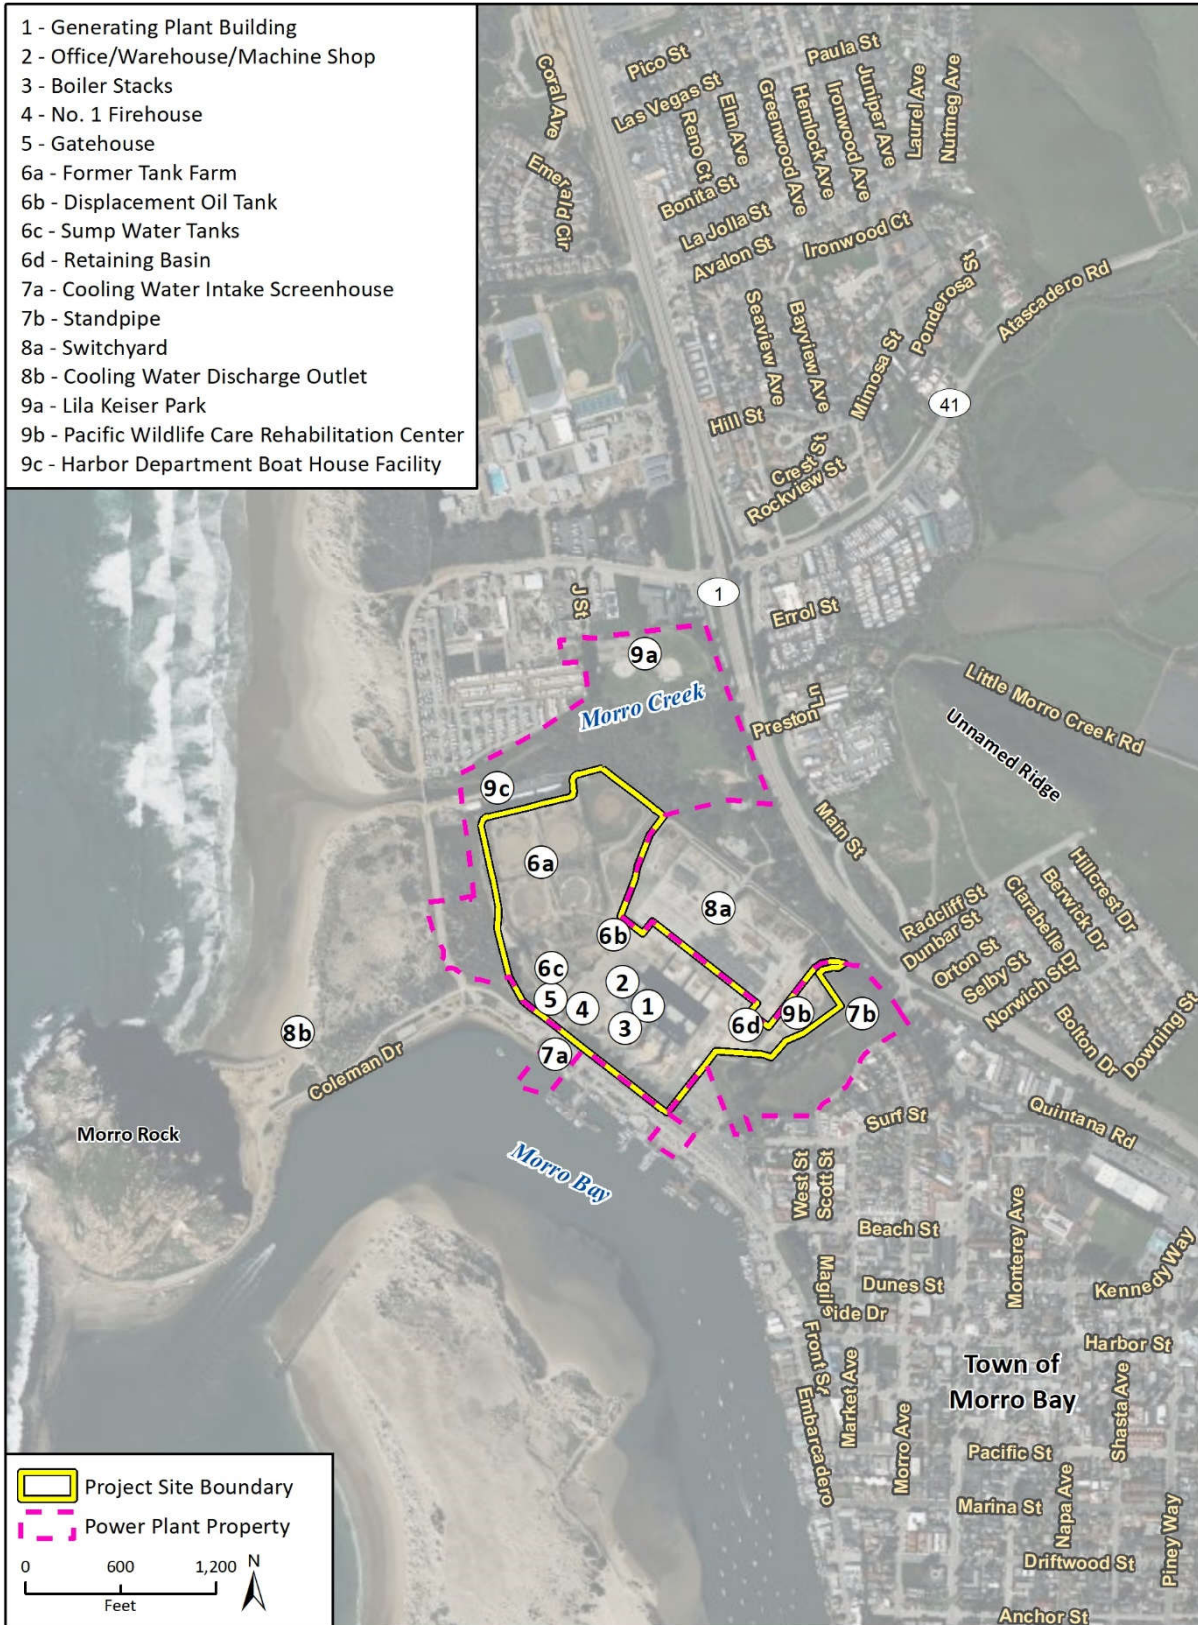 1 - Generating Plant Building
2 - Office/Warehouse/Machine Shop
3 - Boiler Stacks
4 - No. 1 Firehouse
5 - Gatehouse
6a - Former Tank Farm
6b - Displacement Oil Tank
6c - Sump Water Tanks
6d - Retaining Basin
7a - Cooling Water Intake Screenhouse
7b - Standpipe
8a - Switchyard
8b - Cooling Water Discharge Outlet
9a - Lila Keiser Park
9b - Pacific Wildlife Care Rehabilitation Center
9c - Harbor Department Boat House Facility
Coral Ave
Emerald Cir
Pico St
Paula St
Las Vegas St
Reno Ct
Elm Ave
Greenwood Ave
Hemlock Ave
Ironwood Ave
Juniper Ave
Laurel Ave
Nutmeg Ave
Bonita St
La Jolla St
Avalon St
Ironwood Ct
Seaview Ave
Bayview Ave
Mimosa St
Ponderosa St
Atascadero Rd
41
Hill St
Crest St
Rockview St
1
Errol St
J St
9a
Morro Creek
Preston Ln
Little Morro Creek Rd
Unnamed Ridge
Main St
9c
6a
8a
6b
6c
2
5
4
1
3
6d
9b
7b
7a
8b
Coleman Dr
Morro Rock
Morro Bay
Radcliff St
Dunbar St
Orton St
Selby St
Norwich St
Clarabelle Dr
Berwick Dr
Hillcrest Dr
Bolton Dr
Downing St
Quintana Rd
Surf St
West St
Scott St
Beach St
Monterey Ave
Kennedy Way
Dunes St
Magil
side Dr
Harbor St
Front St
Market Ave
Embarcadero
Morro Ave
Town of
Morro Bay
Shasta Ave
Pacific St
Marina St
Napa Ave
Driftwood St
Piney Way
Anchor St
Project Site Boundary
Power Plant Property
0 600 1,200
Feet
N